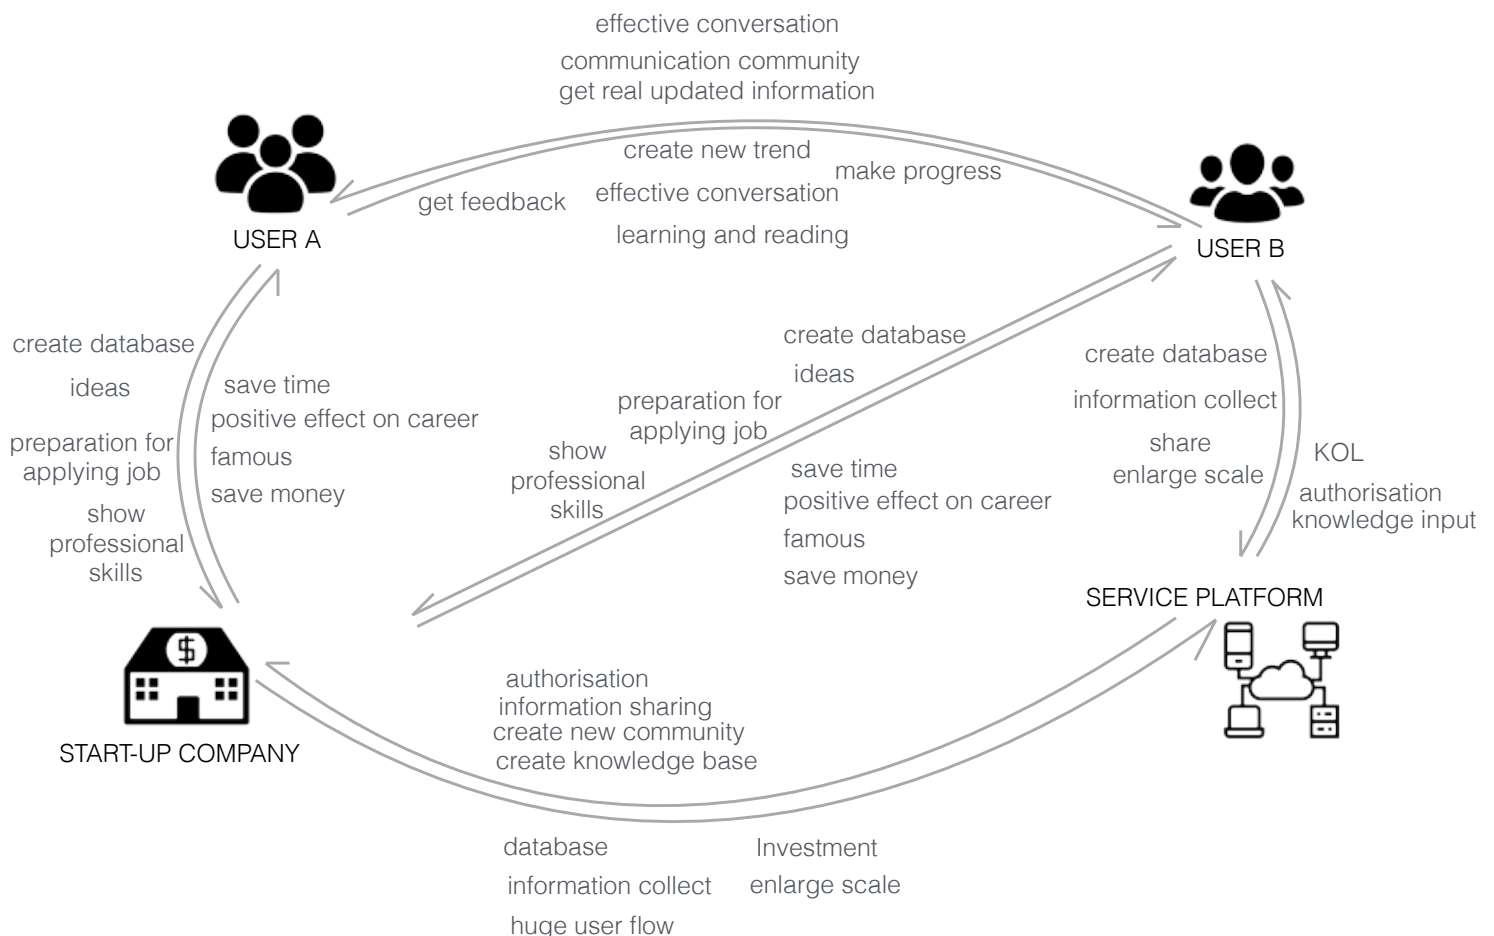 effective conversation
communication community
get real updated information
create new trend
make progress
get feedback
effective conversation
learning and reading
USER A
USER B
create database
ideas
preparation for
applying job
show
professional
skills
save time
positive effect on career
famous
save money
create database
ideas
preparation for
applying job
show
professional
skills
save time
positive effect on career
famous
save money
create database
information collect
share
enlarge scale
KOL
authorisation
knowledge input
SERVICE PLATFORM
$
START-UP COMPANY
authorisation
information sharing
create new community
create knowledge base
database
information collect
huge user flow
Investment
enlarge scale